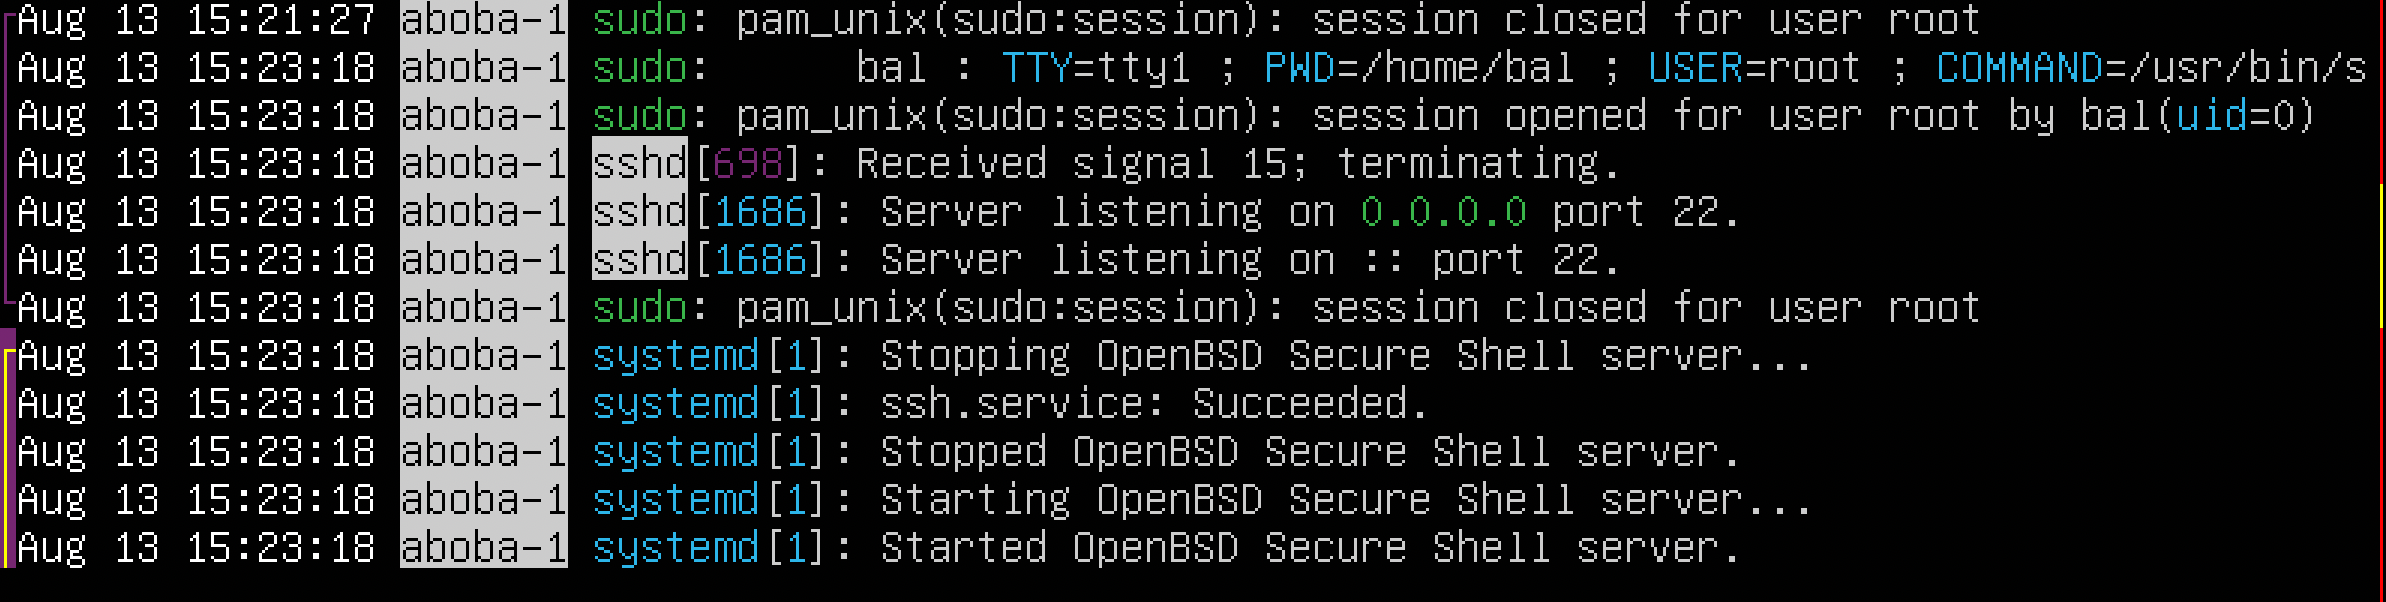 Aug 13 15:21:27 aboba-1 sudo: pam_unix(sudo:session): session closed for user root
Aug 13 15:23:18 aboba-1 sudo:      bal : TTY=tty1 ; PWD=/home/bal ; USER=root ; COMMAND=/usr/bin/s
Aug 13 15:23:18 aboba-1 sudo: pam_unix(sudo:session): session opened for user root by bal(uid=0)
Aug 13 15:23:18 aboba-1 sshd[698]: Received signal 15; terminating.
Aug 13 15:23:18 aboba-1 sshd[1686]: Server listening on 0.0.0.0 port 22.
Aug 13 15:23:18 aboba-1 sshd[1686]: Server listening on :: port 22.
Aug 13 15:23:18 aboba-1 sudo: pam_unix(sudo:session): session closed for user root
Aug 13 15:23:18 aboba-1 systemd[1]: Stopping OpenBSD Secure Shell server...
Aug 13 15:23:18 aboba-1 systemd[1]: ssh.service: Succeeded.
Aug 13 15:23:18 aboba-1 systemd[1]: Stopped OpenBSD Secure Shell server.
Aug 13 15:23:18 aboba-1 systemd[1]: Starting OpenBSD Secure Shell server...
Aug 13 15:23:18 aboba-1 systemd[1]: Started OpenBSD Secure Shell server.